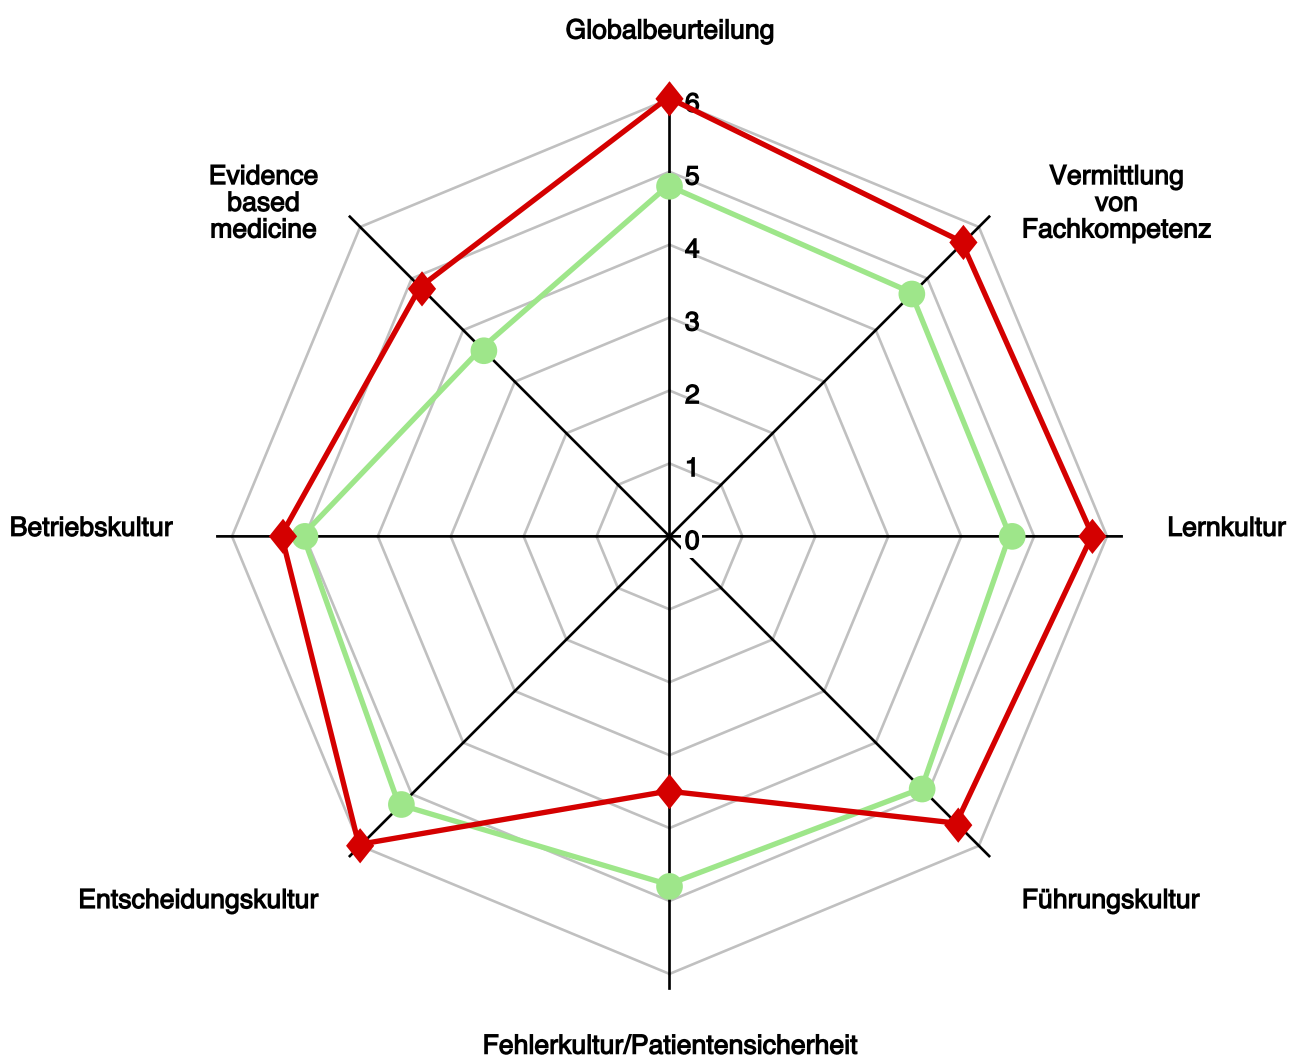 Globalbeurteilung
6
Evidence
based
medicine
5
Vermittlung
von
Fachkompetenz
4
3
2
1
Betriebskultur
0
Lernkultur
Entscheidungskultur
Führungskultur
Fehlerkultur/Patientensicherheit